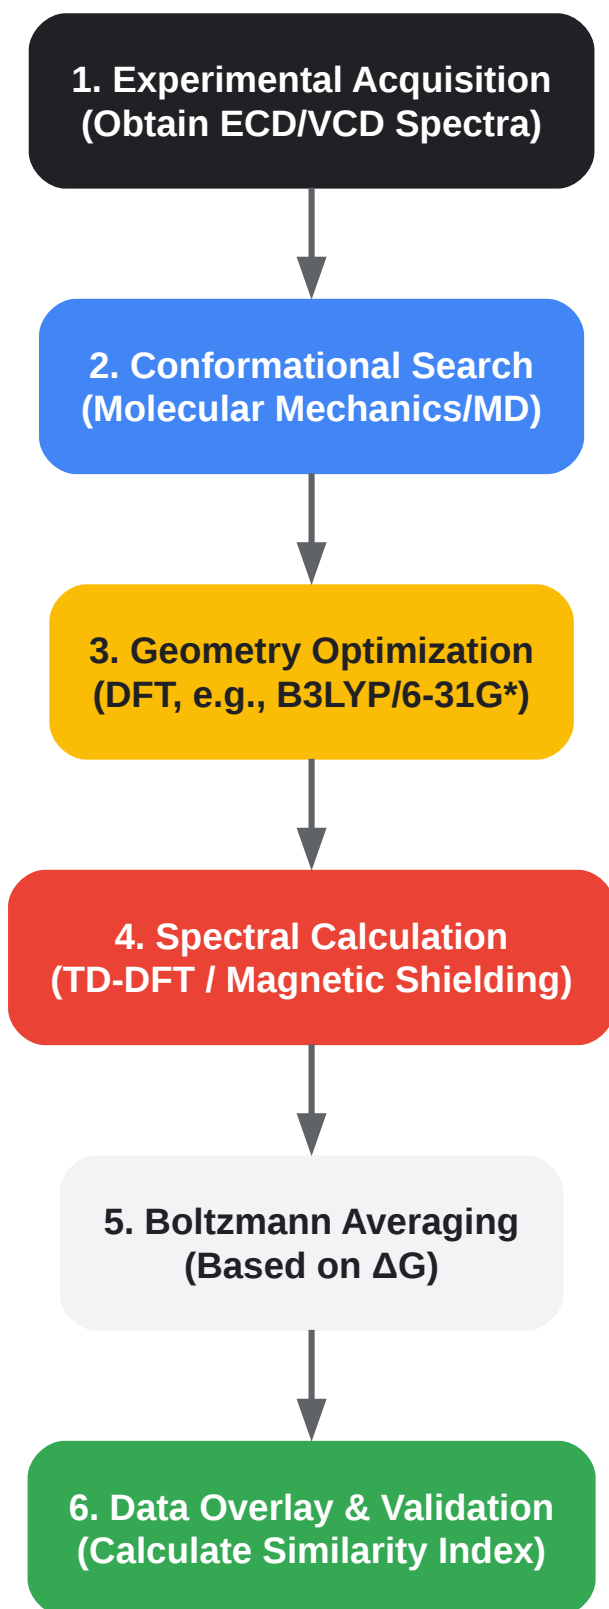 1. Experimental Acquisition
(Obtain ECD/VCD Spectra)
2. Conformational Search
(Molecular Mechanics/MD)
3. Geometry Optimization
(DFT, e.g., B3LYP/6-31G*)
4. Spectral Calculation
(TD-DFT / Magnetic Shielding)
5. Boltzmann Averaging
(Based on ΔG)
6. Data Overlay & Validation
(Calculate Similarity Index)